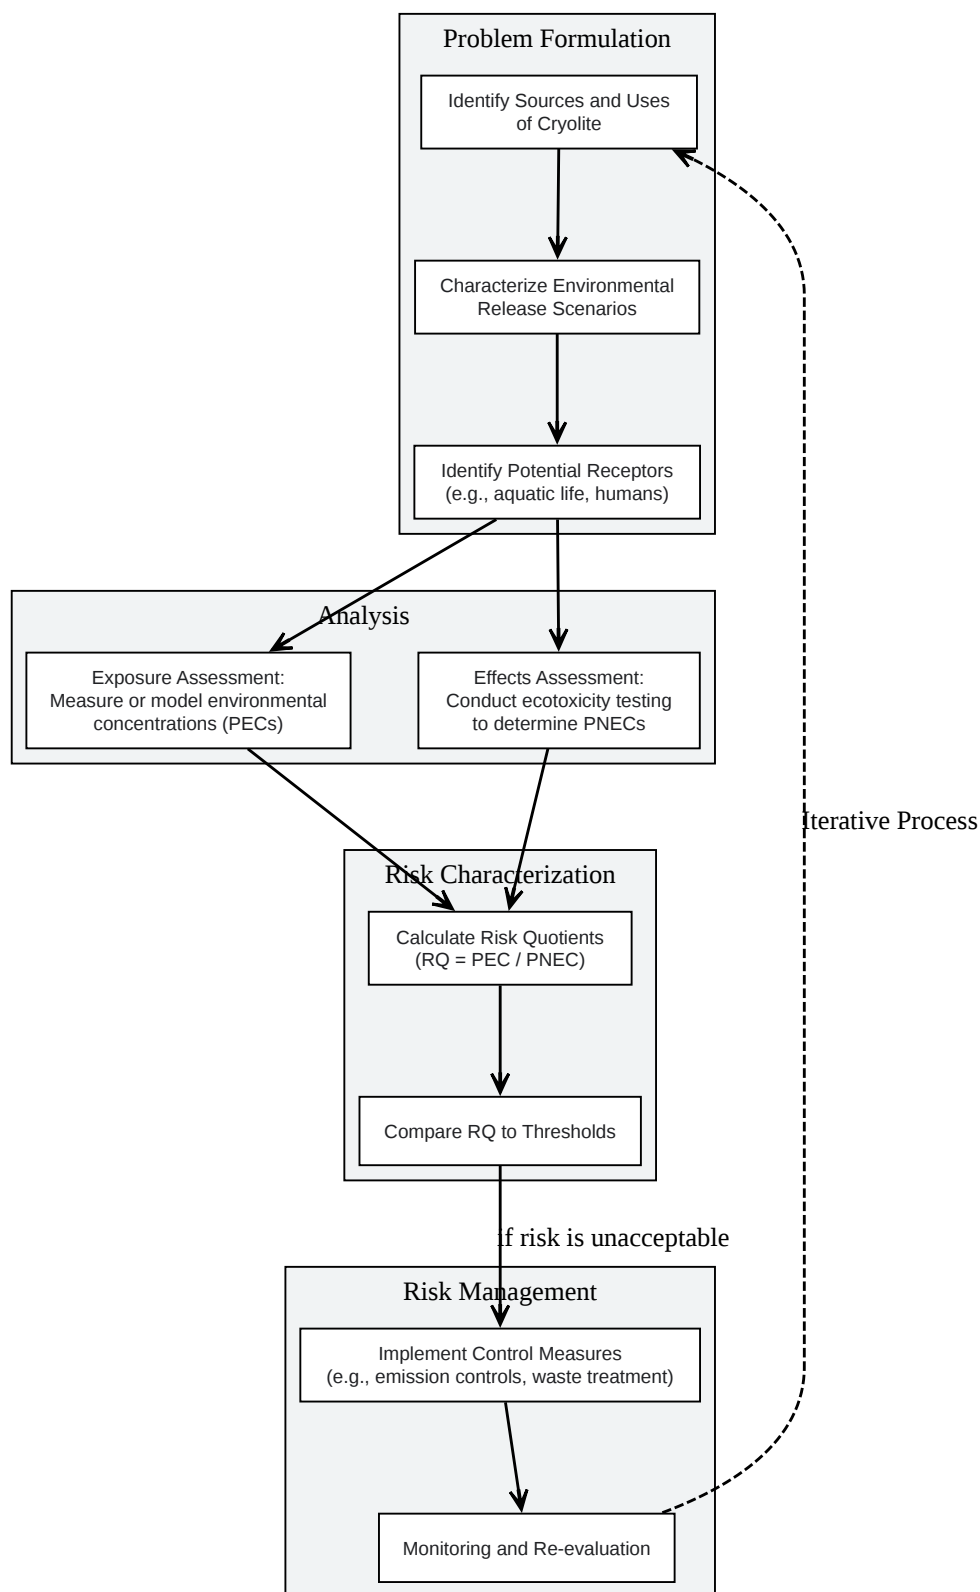 Problem Formulation
Identify Sources and Uses
of Cryolite
Characterize Environmental
Release Scenarios
Identify Potential Receptors
(e.g., aquatic life, humans)
Analysis
Exposure Assessment:
Measure or model environmental
concentrations (PECs)
Effects Assessment:
Conduct ecotoxicity testing
to determine PNECs
Iterative Process
Risk Characterization
Calculate Risk Quotients
(RQ = PEC / PNEC)
Compare RQ to Thresholds
if risk is unacceptable
Risk Management
Implement Control Measures
(e.g., emission controls, waste treatment)
Monitoring and Re-evaluation